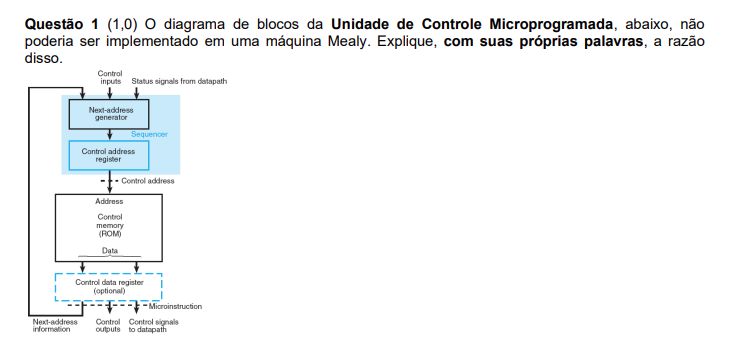 Questão 1 (1,0) O diagrama de blocos da Unidade de Controle Microprogramada, abaixo, não
poderia ser implementado em uma máquina Mealy. Explique, com suas próprias palavras, a razão
disso.
Control
inputs
Status signals from datapath
Next-address
generator
Sequencer
Control address
register
Control address
Address
Control
memory
(ROM)
Data
Control data register
(optional)
Microinstruction
Next-address
information
Control
outputs
Control signals
to datapath